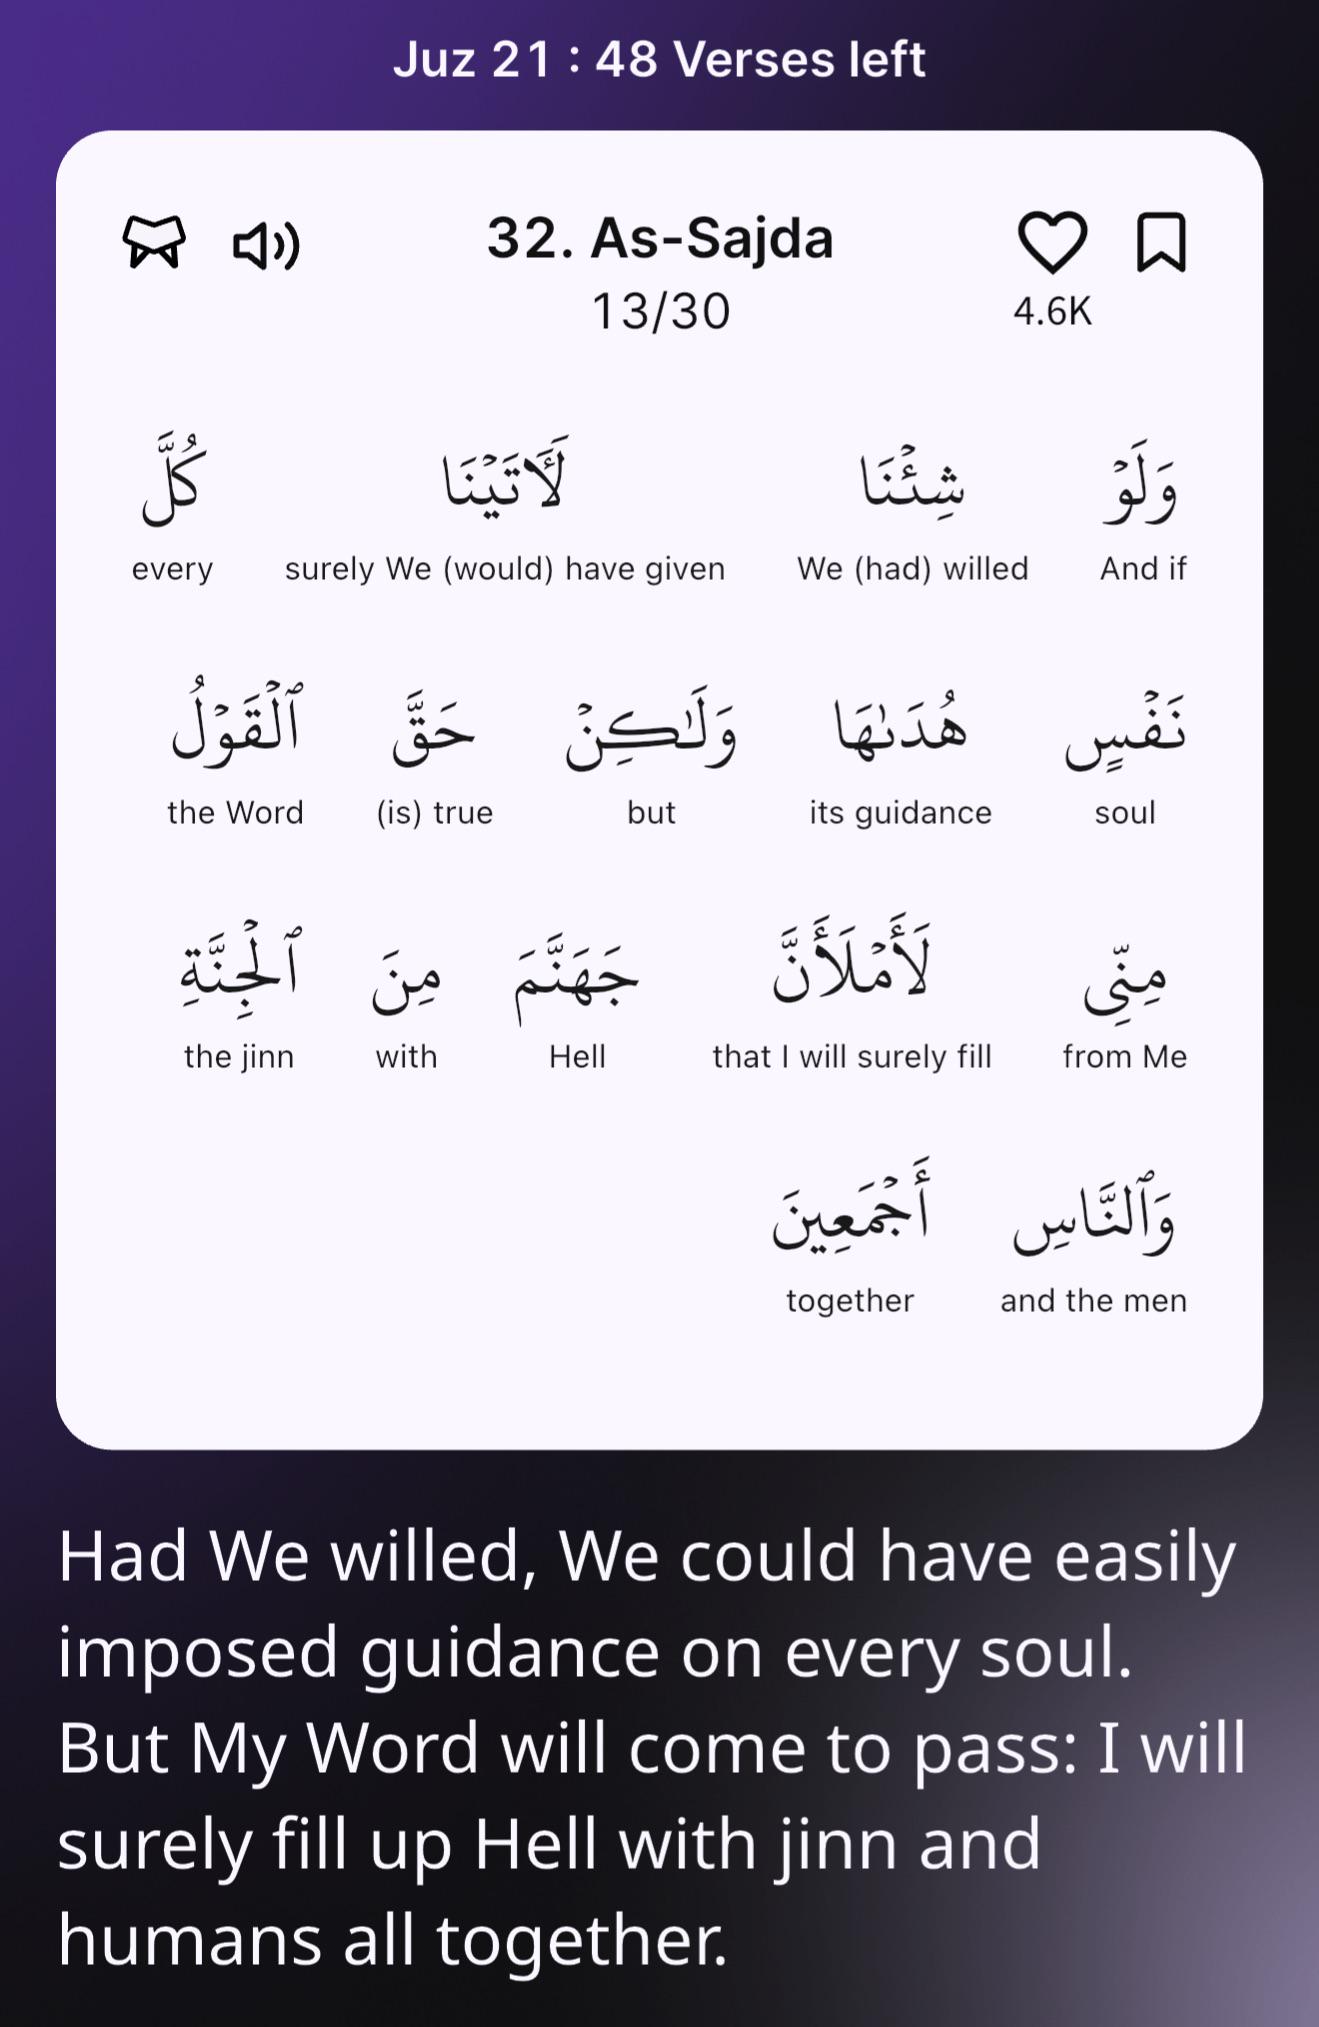 Juz 21 : 48 Verses left
32. As-Sajda
13/30
4.6K
وَلَوۡ شِئۡنَا لَأٓتَيۡنَا كُلَّ
And if We (had) willed surely We (would) have given every
نَفۡسٍ هُدَىٰهَا وَلَٰكِنۡ حَقَّ ٱلۡقَوۡلُ
soul its guidance but (is) true the Word
مِنِّي لَأَمۡلَأَنَّ جَهَنَّمَ مِنَ ٱلۡجِنَّةِ
from Me that I will surely fill Hell with the jinn
وَٱلنَّاسِ أَجۡمَعِينَ
and the men together
Had We willed, We could have easily
imposed guidance on every soul.
But My Word will come to pass: I will
surely fill up Hell with jinn and
humans all together.